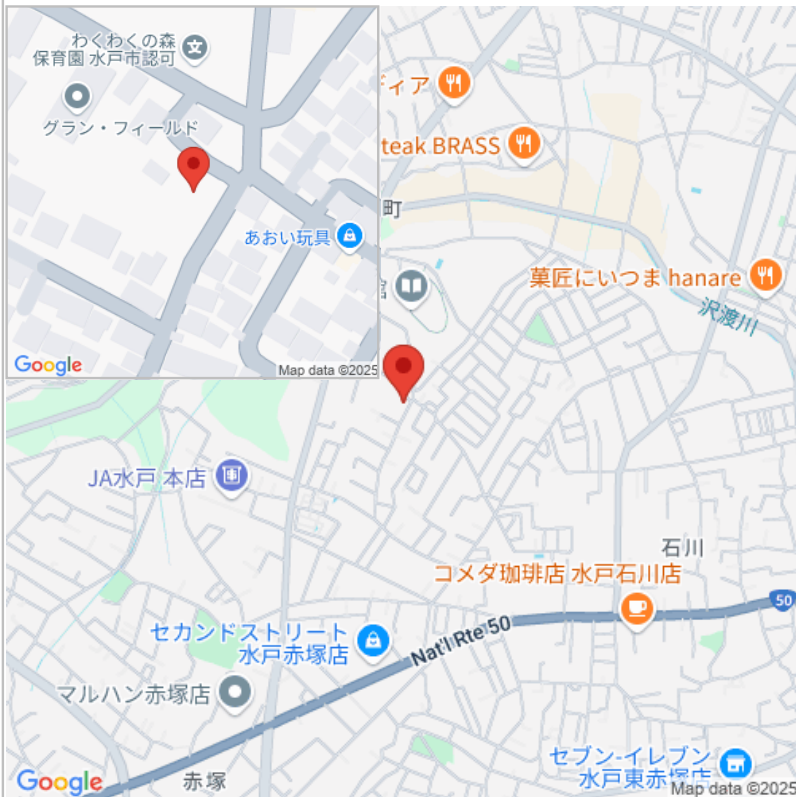 わくわくの森
保育園 水戸市認可
グラン・フィールド
あおい玩具
Google
Map data ©2025
ディア
teak BRASS
町
館
菓匠にいつま hanare
沢渡川
JA水戸 本店
石川
コメダ珈琲店 水戸石川店
50
セカンドストリート
水戸赤塚店
Nat'l Rte 50
マルハン赤塚店
赤塚
セブン-イレブン
水戸東赤塚店
Google
Map data ©2025